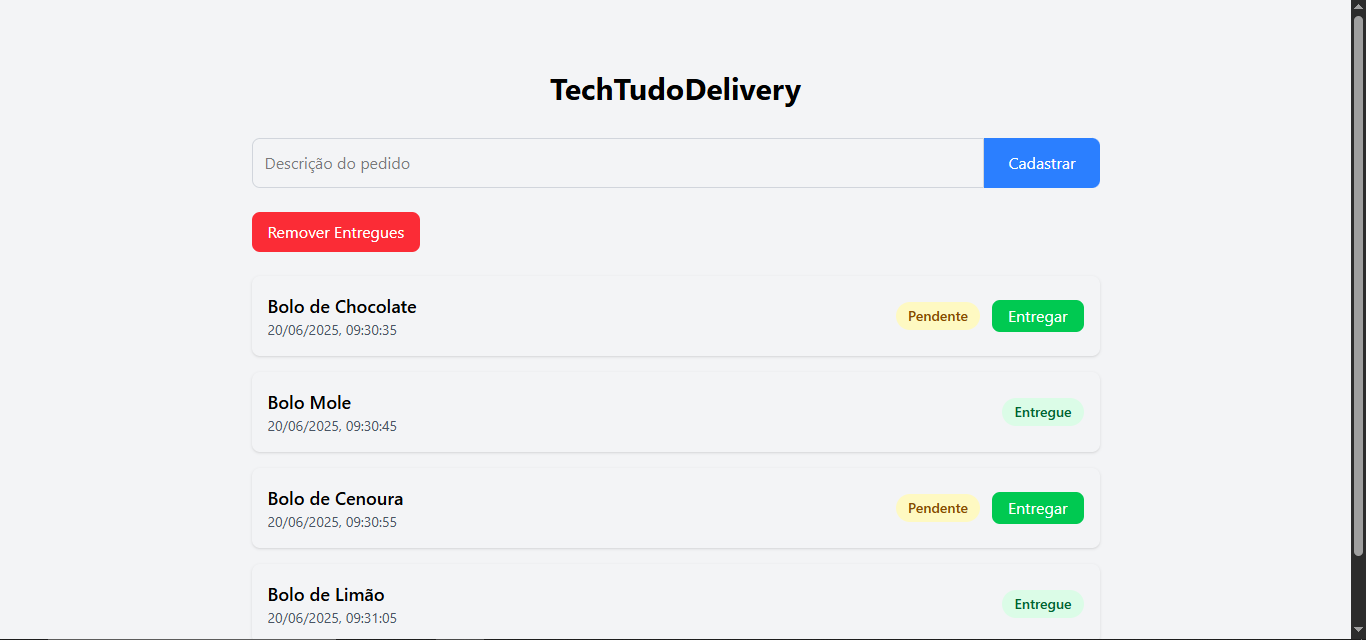 TechTudoDelivery
Descrição do pedido
Cadastrar
Remover Entregues
Bolo de Chocolate
20/06/2025, 09:30:35
Pendente
Entregar
Bolo Mole
20/06/2025, 09:30:45
Entregue
Bolo de Cenoura
20/06/2025, 09:30:55
Pendente
Entregar
Bolo de Limão
20/06/2025, 09:31:05
Entregue